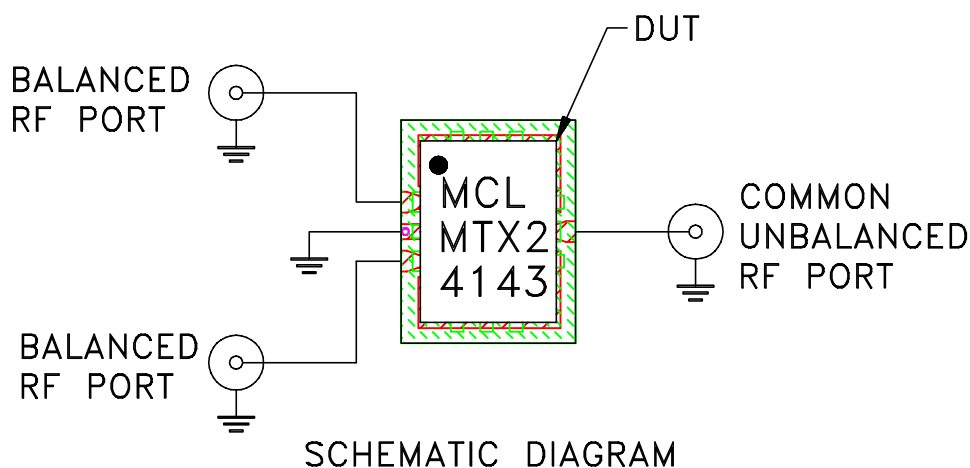 DUT
BALANCED
RF PORT
MCL
MTX2
4143
COMMON
UNBALANCED
RF PORT
BALANCED
RF PORT
SCHEMATIC DIAGRAM